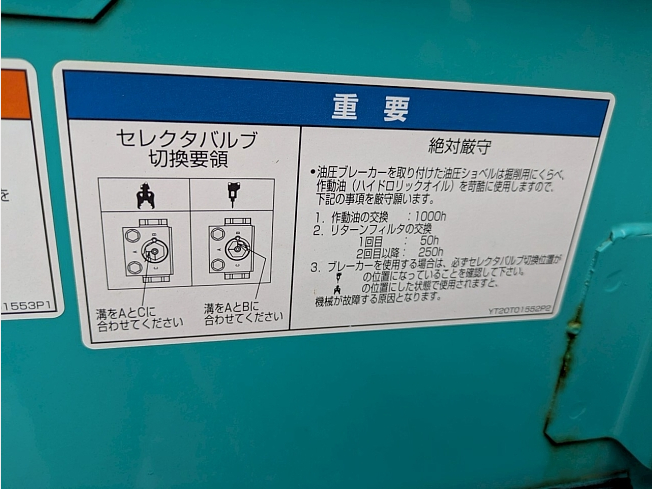 重要
セレクタバルブ
切換要領
溝をAとCに
合わせてください
溝をAとBに
合わせてください
絶対厳守
•油圧ブレーカーを取り付けた油圧ショベルは掘削用にくらべ、
作動油（ハイドロリックオイル）を苛酷に使用しますので、
下記の事項を厳守願います。
1. 作動油の交換　: 1000h
2. リターンフィルタの交換
1回目　: 50h
2回目以降 : 250h
3. ブレーカーを使用する場合は、必ずセレクタバルブ切換位置が
の位置になっていることを確認して下さい。
の位置にした状態で使用されますと、
機械が故障する原因となります。
YT20T01552P2
を
1553P1